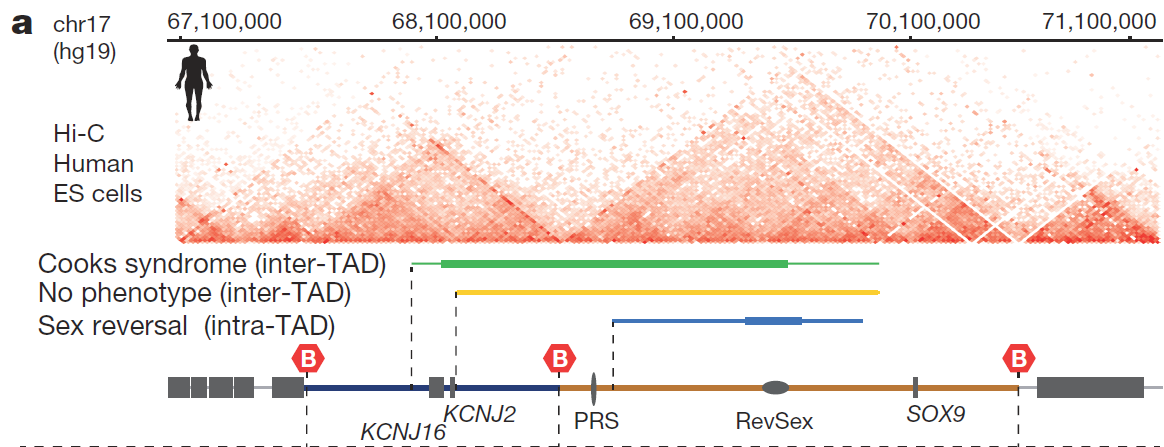 a chr17 (hg19) 67,100,000 68,100,000 69,100,000 70,100,000 71,100,000
Hi-C
Human
ES cells
Cooks syndrome (inter-TAD)
No phenotype (inter-TAD)
Sex reversal (intra-TAD)
B B B
KCNJ16 KCNJ2 PRS RevSex SOX9